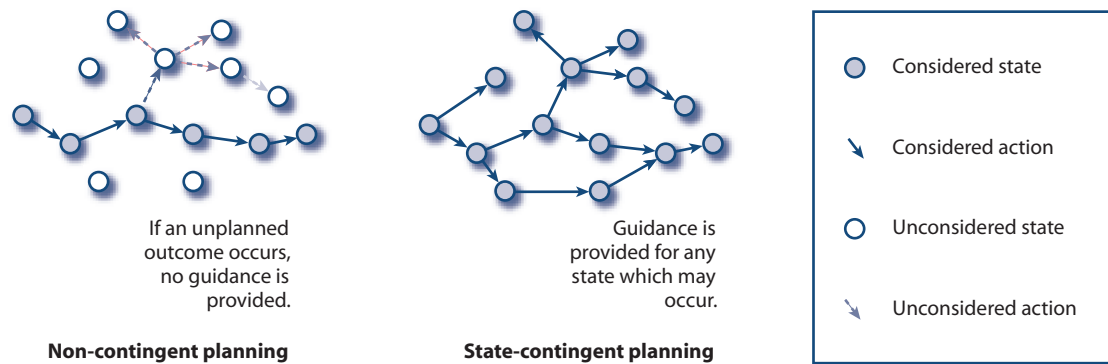 If an unplanned
outcome occurs,
no guidance is
provided.
Non-contingent planning
Guidance is
provided for any
state which may
occur.
State-contingent planning
Considered state
Considered action
Unconsidered state
Unconsidered action